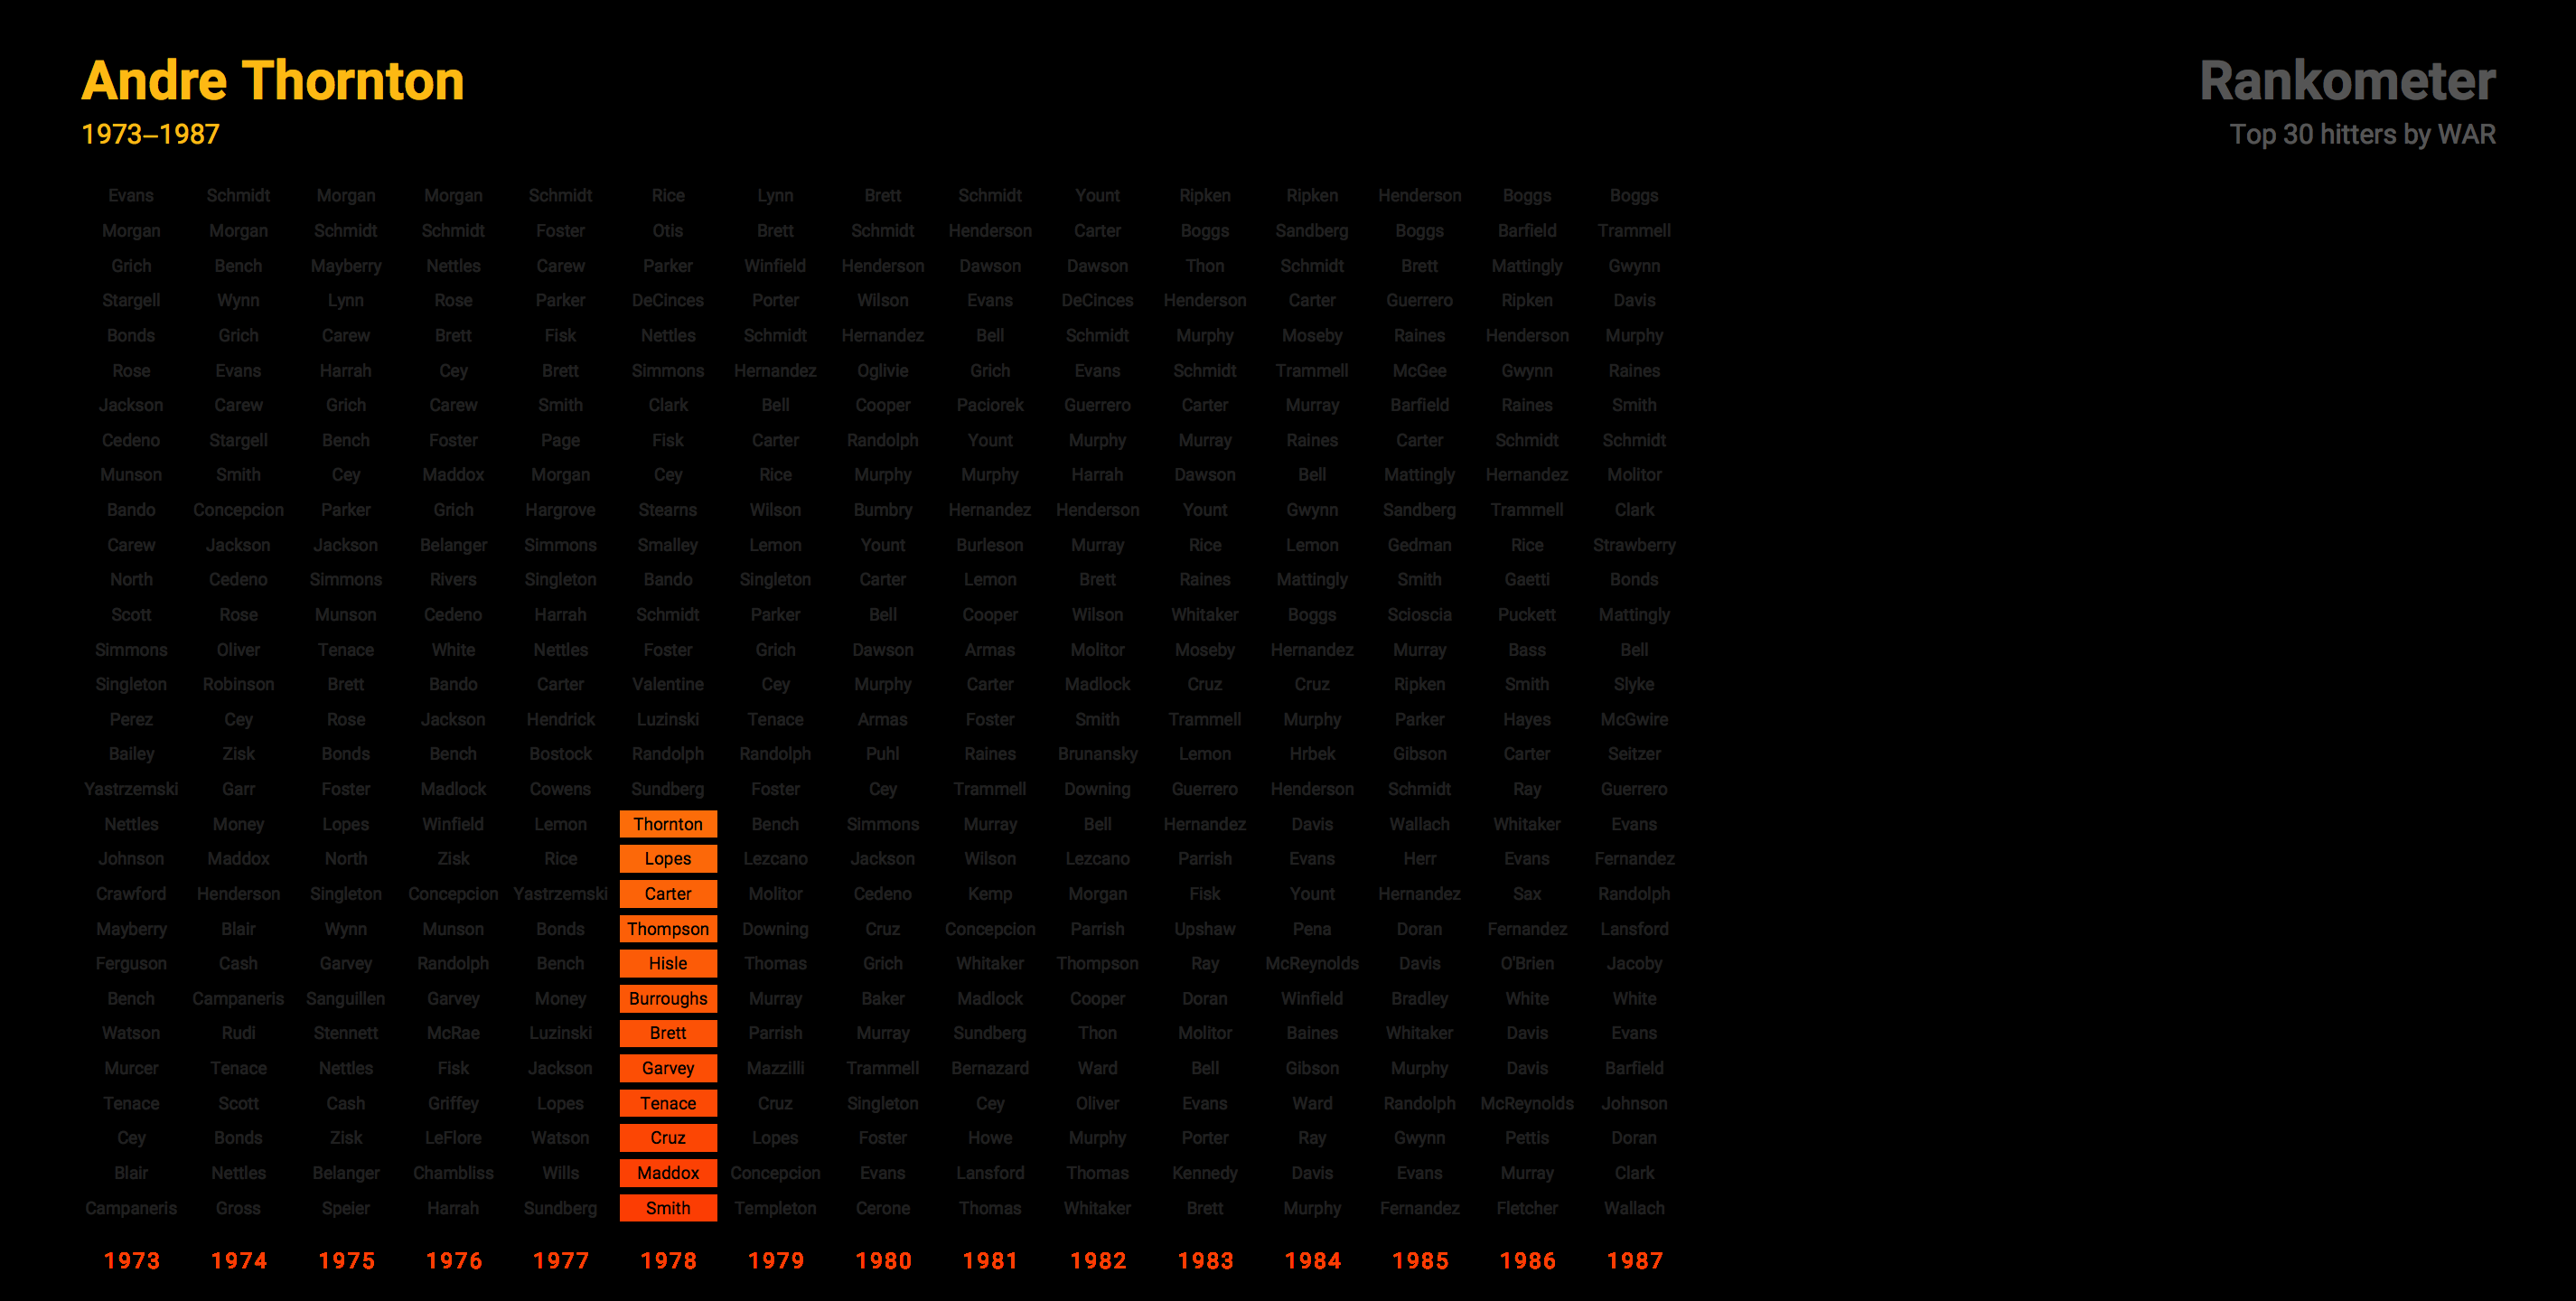 Andre Thornton
Rankometer
1973–1987
Top 30 hitters by WAR
Evans Schmidt Morgan Morgan Schmidt Rice Lynn Brett Schmidt Yount Ripken Ripken Henderson Boggs Boggs
Morgan Morgan Schmidt Schmidt Foster Otis Brett Schmidt Henderson Carter Boggs Sandberg Boggs Barfield Trammell
Grich Bench Mayberry Nettles Carew Parker Winfield Henderson Dawson Dawson Thon Schmidt Brett Mattingly Gwynn
Stargell Wynn Lynn Rose Parker DeCinces Porter Wilson Evans DeCinces Henderson Carter Guerrero Ripken Davis
Bonds Grich Carew Brett Fisk Nettles Schmidt Hernandez Bell Schmidt Murphy Moseby Raines Henderson Murphy
Rose Evans Harrah Cey Brett Simmons Hernandez Oglivie Grich Evans Schmidt Trammell McGee Gwynn Raines
Jackson Carew Grich Carew Smith Clark Bell Cooper Paciorek Guerrero Carter Murray Barfield Raines Smith
Cedeno Stargell Bench Foster Page Fisk Carter Randolph Yount Murphy Murray Raines Carter Schmidt Schmidt
Munson Smith Cey Maddox Morgan Cey Rice Murphy Murphy Harrah Dawson Bell Mattingly Hernandez Molitor
Bando Concepcion Parker Grich Hargrove Stearns Wilson Bumbry Hernandez Henderson Yount Gwynn Sandberg Trammell Clark
Carew Jackson Jackson Belanger Simmons Smalley Lemon Yount Burleson Murray Rice Lemon Gedman Rice Strawberry
North Cedeno Simmons Rivers Singleton Bando Singleton Carter Lemon Brett Raines Mattingly Smith Gaetti Bonds
Scott Rose Munson Cedeno Harrah Schmidt Parker Bell Cooper Wilson Whitaker Boggs Scioscia Puckett Mattingly
Simmons Oliver Tenace White Nettles Foster Grich Dawson Armas Molitor Moseby Hernandez Murray Bass Bell
Singleton Robinson Brett Bando Carter Valentine Cey Murphy Carter Madlock Cruz Cruz Ripken Smith Slyke
Perez Cey Rose Jackson Hendrick Luzinski Tenace Armas Foster Smith Trammell Murphy Parker Hayes McGwire
Bailey Zisk Bonds Bench Bostock Randolph Randolph Puhl Raines Brunansky Lemon Hrbek Gibson Carter Seitzer
Yastrzemski Garr Foster Madlock Cowens Sundberg Foster Cey Trammell Downing Guerrero Henderson Schmidt Ray Guerrero
Nettles Money Lopes Winfield Lemon Thornton Bench Simmons Murray Bell Hernandez Davis Wallach Whitaker Evans
Johnson Maddox North Zisk Rice Lopes Lezcano Jackson Wilson Lezcano Parrish Evans Herr Evans Fernandez
Crawford Henderson Singleton Concepcion Yastrzemski Carter Molitor Cedeno Kemp Morgan Fisk Yount Hernandez Sax Randolph
Mayberry Blair Wynn Munson Bonds Thompson Downing Cruz Concepcion Parrish Upshaw Pena Doran Fernandez Lansford
Ferguson Cash Garvey Randolph Bench Hisle Thomas Grich Whitaker Thompson Ray McReynolds Davis O'Brien Jacoby
Bench Campaneris Sanguillen Garvey Money Burroughs Murray Baker Madlock Cooper Doran Winfield Bradley White White
Watson Rudi Stennett McRae Luzinski Brett Parrish Murray Sundberg Thon Molitor Baines Whitaker Davis Evans
Murcer Tenace Nettles Fisk Jackson Garvey Mazzilli Trammell Bernazard Ward Bell Gibson Murphy Davis Barfield
Tenace Scott Cash Griffey Lopes Tenace Cruz Singleton Cey Oliver Evans Ward Randolph McReynolds Johnson
Cey Bonds Zisk LeFlore Watson Cruz Lopes Foster Howe Murphy Porter Ray Gwynn Pettis Doran
Blair Nettles Belanger Chambliss Wills Maddox Concepcion Evans Lansford Thomas Kennedy Davis Evans Murray Clark
Campaneris Gross Speier Harrah Sundberg Smith Templeton Cerone Thomas Whitaker Brett Murphy Fernandez Fletcher Wallach
1973 1974 1975 1976 1977 1978 1979 1980 1981 1982 1983 1984 1985 1986 1987